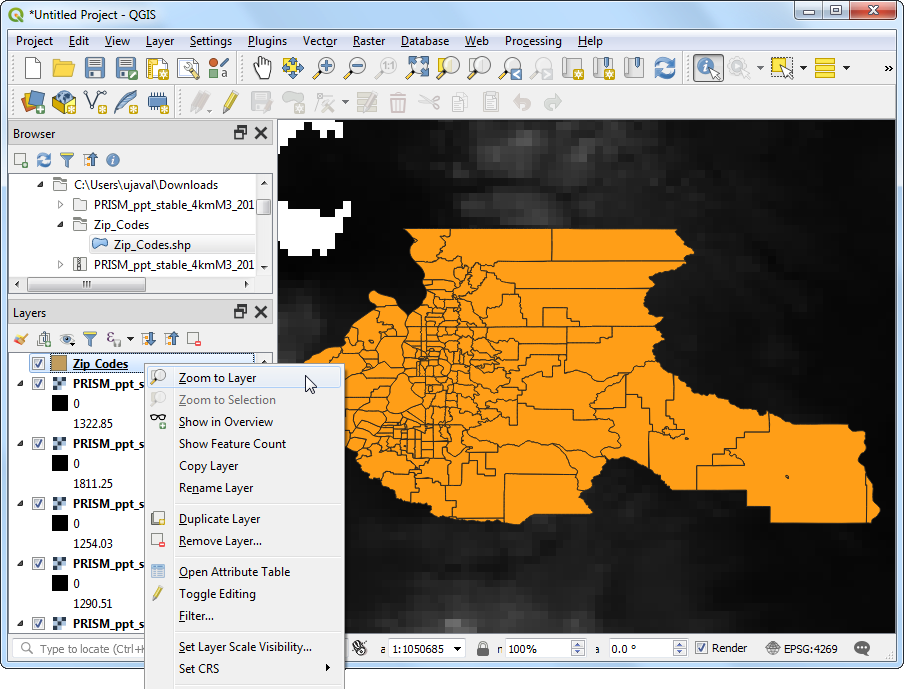 *Untitled Project - QGIS
Project Edit View Layer Settings Plugins Vector Raster Database Web Processing Help
1:1
»
Browser
C:\Users\ujaval\Downloads
PRISM_ppt_stable_4kmM3_201
Zip_Codes
Zip_Codes.shp
PRISM_ppt_stable_4kmM3_201
Layers
Zip_Codes
PRISM_ppt_s
0
1322.85
PRISM_ppt_s
0
1811.25
PRISM_ppt_s
0
1254.03
PRISM_ppt_s
0
1290.51
PRISM_ppt_s
Zoom to Layer
Zoom to Selection
Show in Overview
Show Feature Count
Copy Layer
Rename Layer
Duplicate Layer
Remove Layer...
Open Attribute Table
Toggle Editing
Filter...
Set Layer Scale Visibility...
Set CRS
Type to locate (Ctrl+
a 1:1050685
100%
a 0.0 °
Render
EPSG:4269